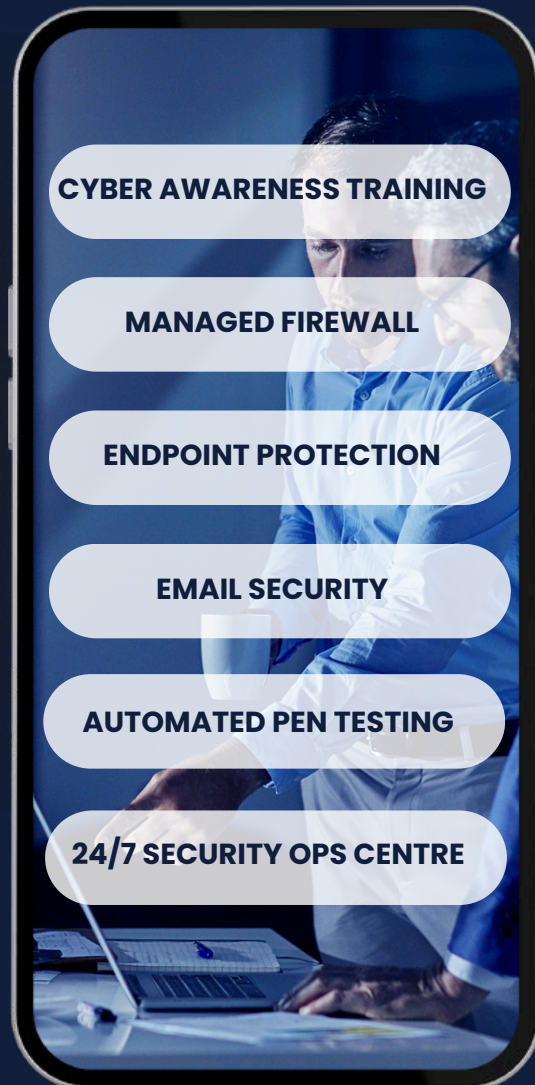 CYBER AWARENESS TRAINING
MANAGED FIREWALL
ENDPOINT PROTECTION
EMAIL SECURITY
AUTOMATED PEN TESTING
24/7 SECURITY OPS CENTRE